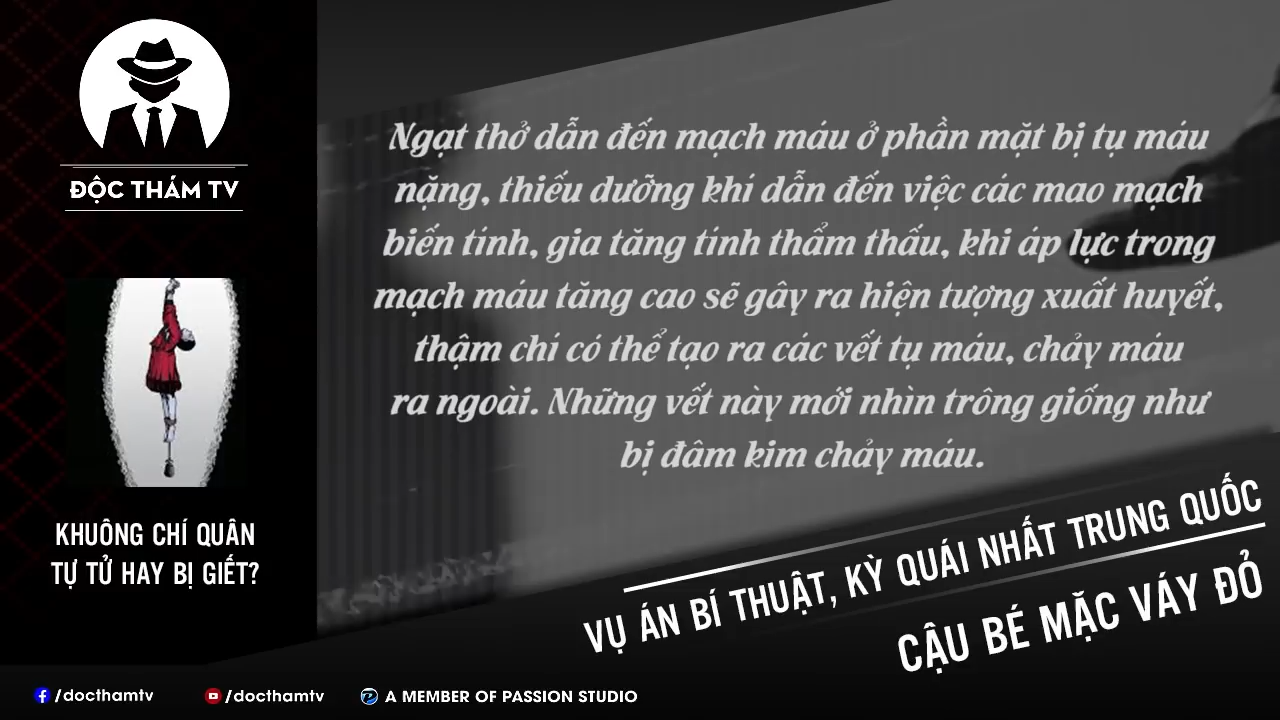 ĐỘC THÁM TV
KHUÔNG CHÍ QUÂN
TỰ TỬ HAY BỊ GIẾT?
Ngạt thở dẫn đến mạch máu ở phần mặt bị tụ máu
nặng, thiếu dưỡng khí dẫn đến việc các mao mạch
biến tính, gia tăng tính thẩm thấu, khi áp lực trong
mạch máu tăng cao sẽ gây ra hiện tượng xuất huyết,
thậm chí có thể tạo ra các vết tụ máu, chảy máu
ra ngoài. Những vết này mới nhìn trông giống như
bị đâm kim chảy máu.
VỤ ÁN BÍ THUẬT, KỲ QUÁI NHẤT TRUNG QUỐC
CẬU BÉ MẶC VÁY ĐỎ
/docthamtv
/docthamtv
A MEMBER OF PASSION STUDIO